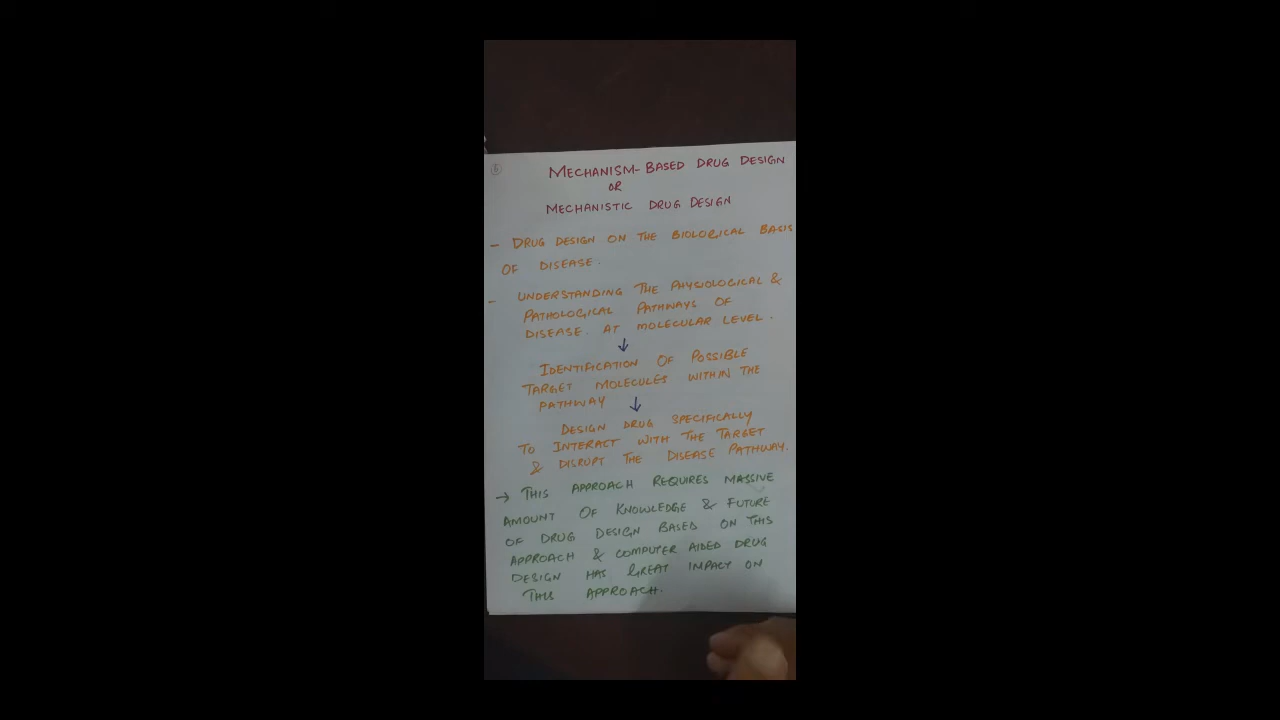 MECHANISM-BASED DRUG DESIGN
OR
MECHANISTIC DRUG DESIGN
- DRUG DESIGN ON THE BIOLOGICAL BASIS
OF DISEASE.
- UNDERSTANDING THE PHYSIOLOGICAL &
PATHOLOGICAL PATHWAYS OF
DISEASE. AT MOLECULAR LEVEL.
↓
IDENTIFICATION OF POSSIBLE
TARGET MOLECULES WITHIN THE
PATHWAY
↓
DESIGN DRUG SPECIFICALLY
TO INTERACT WITH THE TARGET
& DISRUPT THE DISEASE PATHWAY.
→ THIS APPROACH REQUIRES MASSIVE
AMOUNT OF KNOWLEDGE & FUTURE
OF DRUG DESIGN BASED ON THIS
APPROACH & COMPUTER AIDED DRUG
DESIGN HAS GREAT IMPACT ON
THIS APPROACH.